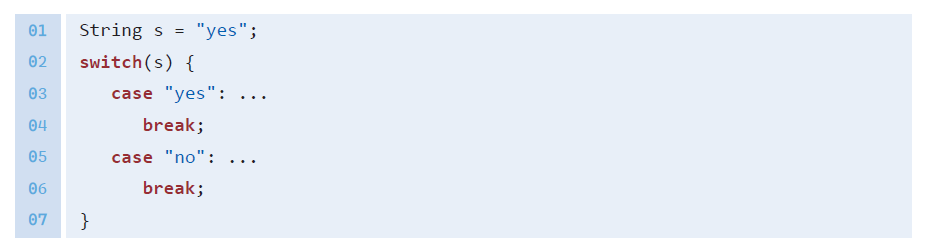 01 String s = "yes";
02 switch(s) {
03 case "yes": ...
04 break;
05 case "no": ...
06 break;
07 }